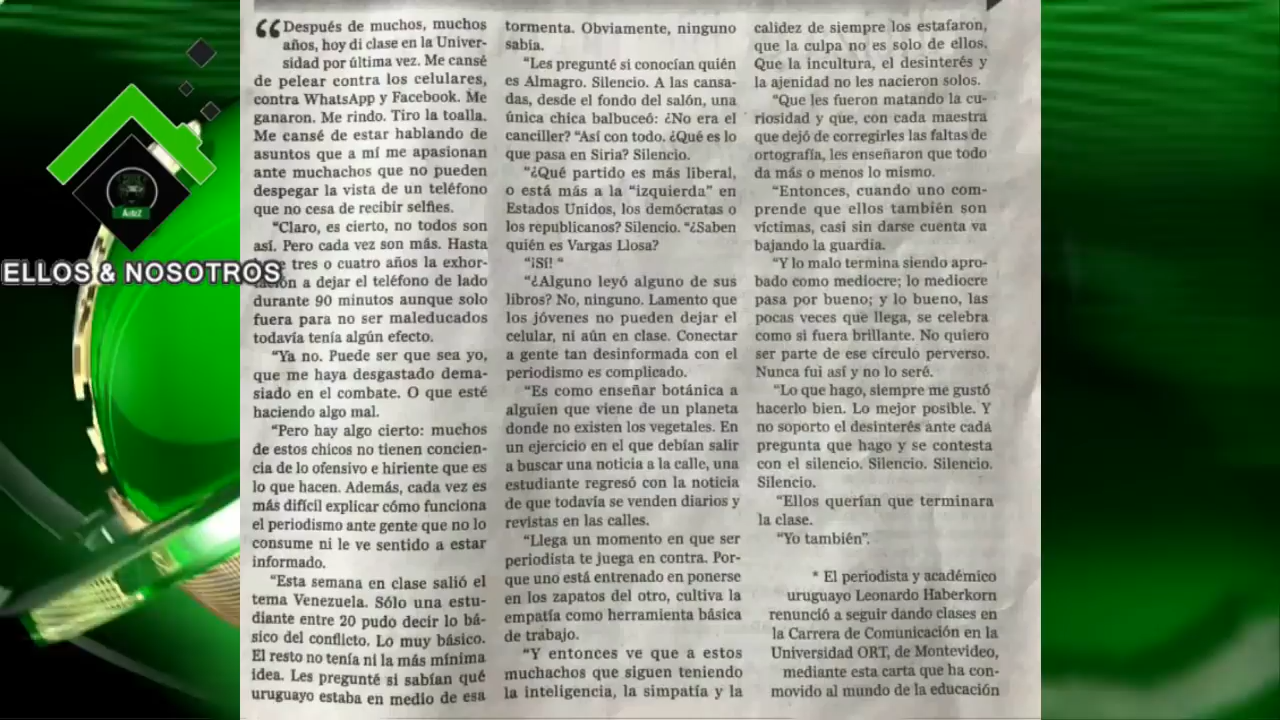 “Después de muchos, muchos
años, hoy di clase en la Univer-
sidad por última vez. Me cansé
de pelear contra los celulares,
contra WhatsApp y Facebook. Me
ganaron. Me rindo. Tiro la toalla.
Me cansé de estar hablando de
asuntos que a mí me apasionan
ante muchachos que no pueden
despegar la vista de un teléfono
que no cesa de recibir selfies.
“Claro, es cierto, no todos son
así. Pero cada vez son más. Hasta
tres o cuatro años la exhor-
a dejar el teléfono de lado
durante 90 minutos aunque solo
fuera para no ser maleducados
todavía tenía algún efecto.
“Ya no. Puede ser que sea yo,
que me haya desgastado dema-
siado en el combate. O que esté
haciendo algo mal.
“Pero hay algo cierto: muchos
de estos chicos no tienen concien-
cia de lo ofensivo e hiriente que es
lo que hacen. Además, cada vez es
más difícil explicar cómo funciona
el periodismo ante gente que no lo
consume ni le ve sentido a estar
informado.
“Esta semana en clase salió el
tema Venezuela. Sólo una estu-
diante entre 20 pudo decir lo bá-
sico del conflicto. Lo muy básico.
El resto no tenía ni la más mínima
idea. Les pregunté si sabían qué
uruguayo estaba en medio de esa
tormenta. Obviamente, ninguno
sabía.
“Les pregunté si conocían quién
es Almagro. Silencio. A las cansa-
das, desde el fondo del salón, una
única chica balbuceó: ¿No era el
canciller? “Así con todo. ¿Qué es lo
que pasa en Siria? Silencio.
“¿Qué partido es más liberal,
o está más a la “izquierda” en
Estados Unidos, los demócratas o
los republicanos? Silencio. “¿Saben
quién es Vargas Llosa?
“¡Sí! “
“¿Alguno leyó alguno de sus
libros? No, ninguno. Lamento que
los jóvenes no pueden dejar el
celular, ni aún en clase. Conectar
a gente tan desinformada con el
periodismo es complicado.
“Es como enseñar botánica a
alguien que viene de un planeta
donde no existen los vegetales. En
un ejercicio en el que debían salir
a buscar una noticia a la calle, una
estudiante regresó con la noticia
de que todavía se venden diarios y
revistas en las calles.
“Llega un momento en que ser
periodista te juega en contra. Por-
que uno está entrenado en ponerse
en los zapatos del otro, cultiva la
empatía como herramienta básica
de trabajo.
“Y entonces ve que a estos
muchachos que siguen teniendo
la inteligencia, la simpatía y la
calidez de siempre los estafaron,
que la culpa no es solo de ellos.
Que la incultura, el desinterés y
la ajenidad no les nacieron solos.
“Que les fueron matando la cu-
riosidad y que, con cada maestra
que dejó de corregirles las faltas de
ortografía, les enseñaron que todo
da más o menos lo mismo.
“Entonces, cuando uno com-
prende que ellos también son
víctimas, casi sin darse cuenta va
bajando la guardia.
“Y lo malo termina siendo apro-
bado como mediocre; lo mediocre
pasa por bueno; y lo bueno, las
pocas veces que llega, se celebra
como si fuera brillante. No quiero
ser parte de ese círculo perverso.
Nunca fui así y no lo seré.
“Lo que hago, siempre me gustó
hacerlo bien. Lo mejor posible. Y
no soporto el desinterés ante cada
pregunta que hago y se contesta
con el silencio. Silencio. Silencio.
Silencio.
“Ellos querían que terminara
la clase.
“Yo también”.
* El periodista y académico
uruguayo Leonardo Haberkorn
renunció a seguir dando clases en
la Carrera de Comunicación en la
Universidad ORT, de Montevideo,
mediante esta carta que ha con-
movido al mundo de la educación
ELLOS & NOSOTROS